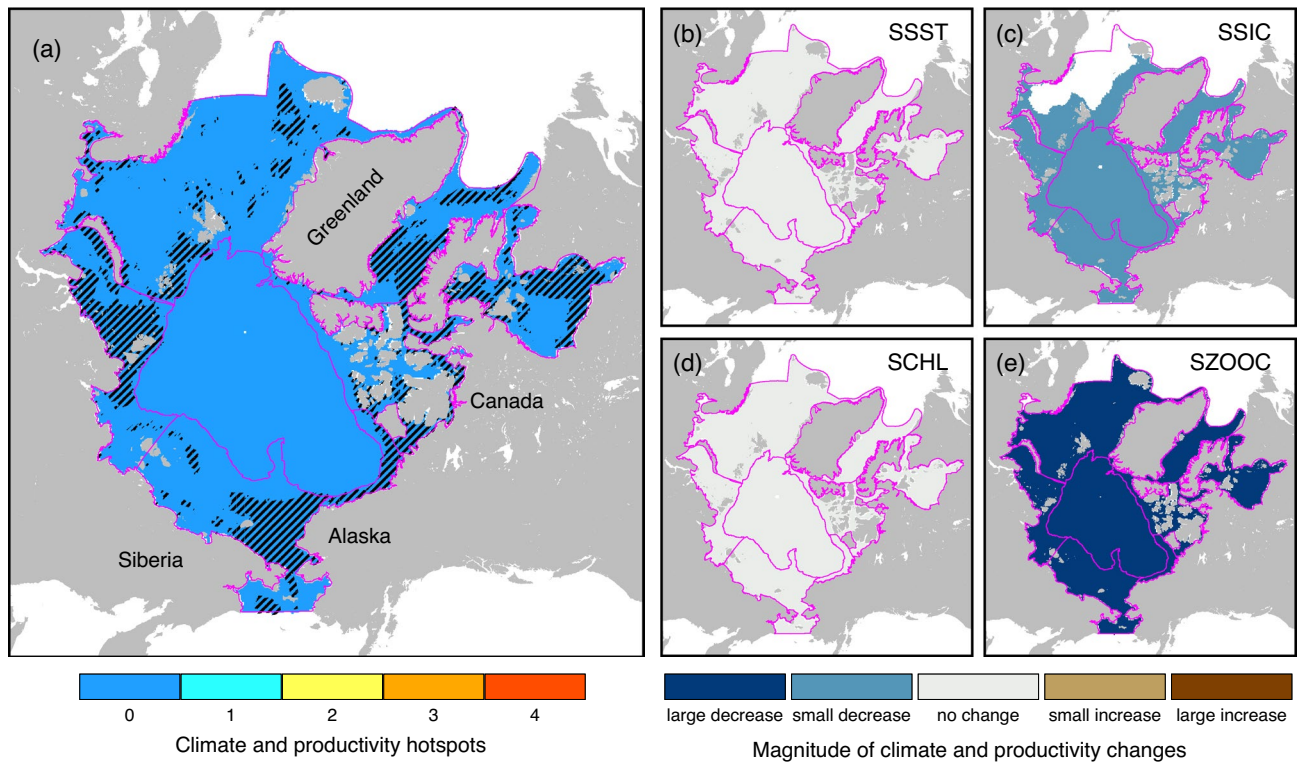 (a)
Greenland
Canada
Alaska
Siberia
(b) SSST
(c) SSIC
(d) SCHL
(e) SZOOC
0 1 2 3 4
Climate and productivity hotspots
large decrease small decrease no change small increase large increase
Magnitude of climate and productivity changes